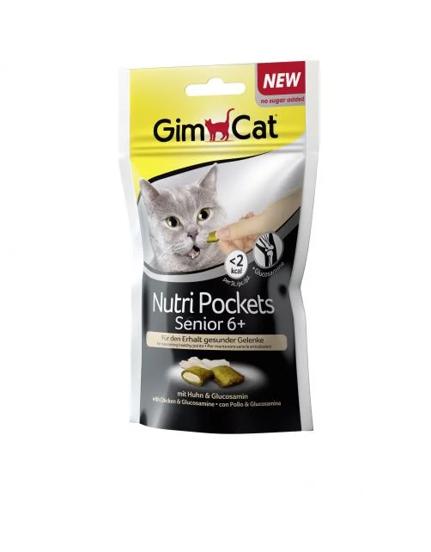 NEW
no sugar added
GimCat
<2
kcal
+Glucosamine
Nutri Pockets
Senior 6+
Für den Erhalt gesunder Gelenke
mit Huhn & Glucosamin
with Chicken & Glucosamine • con Pollo & Glucosamina